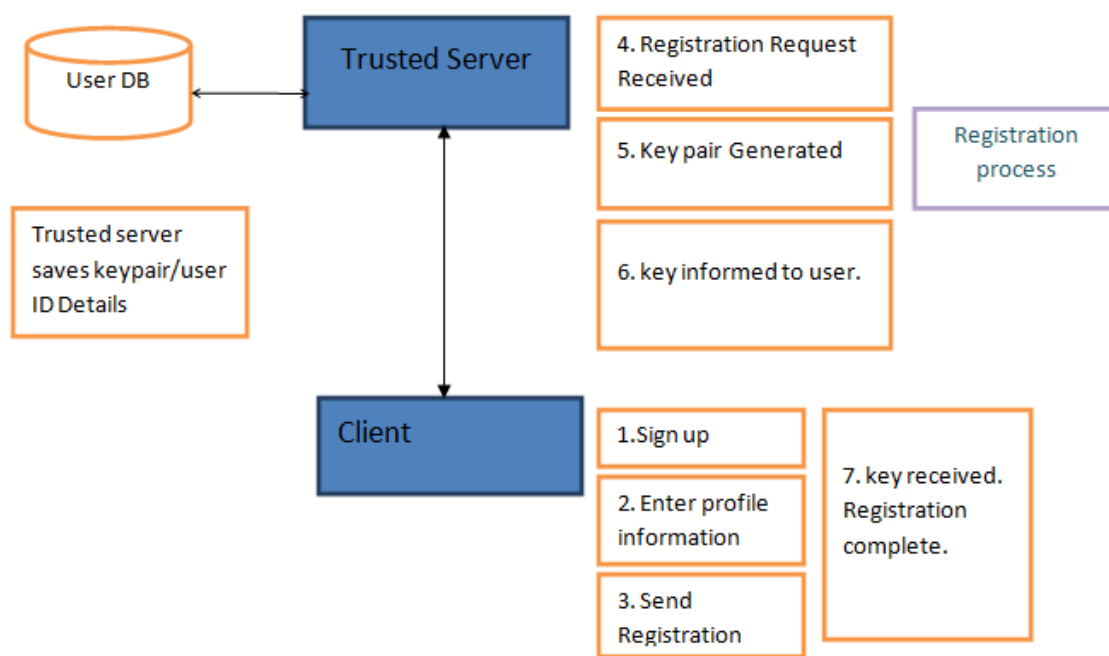 User DB
Trusted Server
4. Registration Request
Received
5. Key pair Generated
Registration
process
Trusted server
saves keypair/user
ID Details
6. key informed to user.
Client
1.Sign up
2. Enter profile
information
3. Send
Registration
7. key received.
Registration
complete.